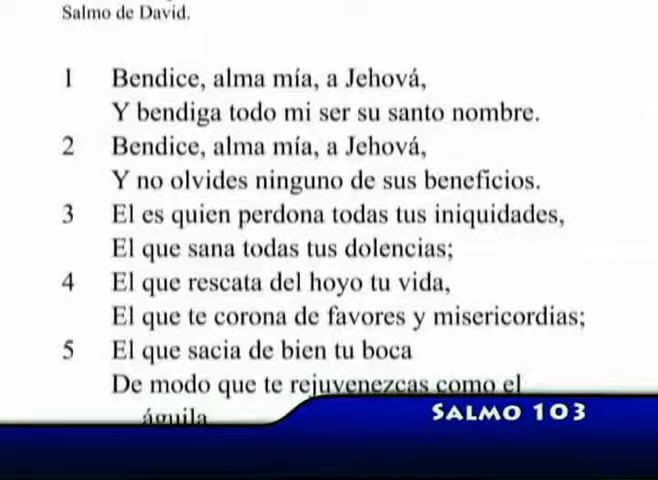 Salmo de David.
1 Bendice, alma mía, a Jehová,
Y bendiga todo mi ser su santo nombre.
2 Bendice, alma mía, a Jehová,
Y no olvides ninguno de sus beneficios.
3 El es quien perdona todas tus iniquidades,
El que sana todas tus dolencias;
4 El que rescata del hoyo tu vida,
El que te corona de favores y misericordias;
5 El que sacia de bien tu boca
De modo que te rejuvenezcas como el
águila
SALMO 103